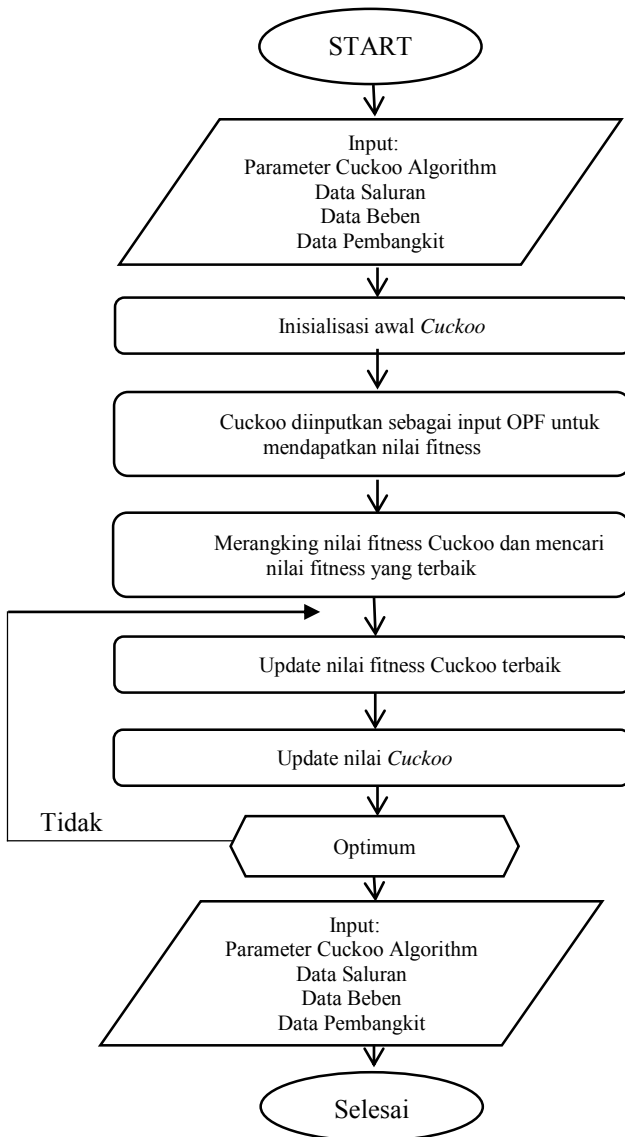 START
Input:
Parameter Cuckoo Algorithm
Data Saluran
Data Beben
Data Pembangkit
Inisialisasi awal Cuckoo
Cuckoo diinputkan sebagai input OPF untuk
mendapatkan nilai fitness
Merangking nilai fitness Cuckoo dan mencari
nilai fitness yang terbaik
Update nilai fitness Cuckoo terbaik
Update nilai Cuckoo
Tidak
Optimum
Input:
Parameter Cuckoo Algorithm
Data Saluran
Data Beben
Data Pembangkit
Selesai